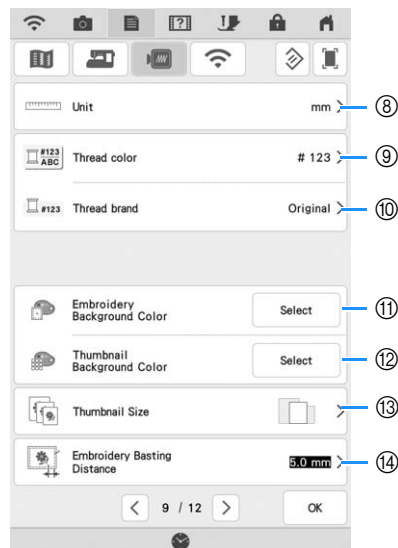 Unit mm ⑧
#123
ABC
Thread color # 123 ⑨
#123 Thread brand Original ⑩
Embroidery
Background Color
Select ⑪
Thumbnail
Background Color
Select ⑫
Thumbnail Size ⑬
Embroidery Basting
Distance
5.0 mm ⑭
9 / 12 OK